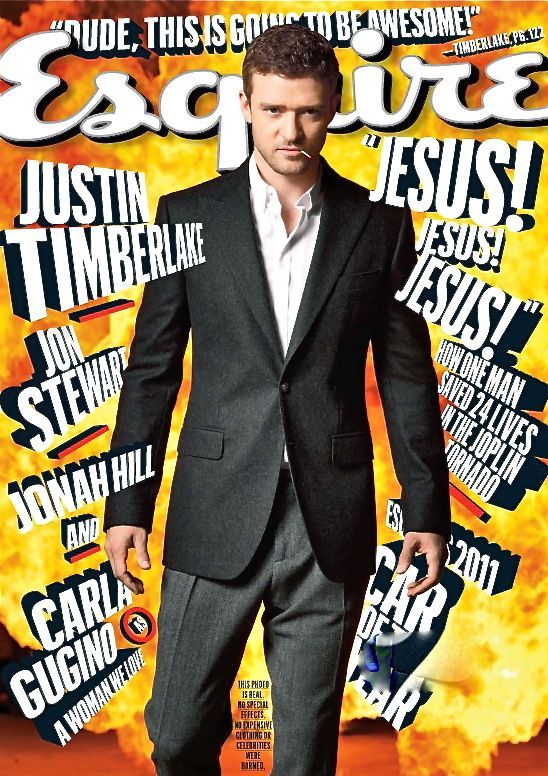 "DUDE, THIS IS GOING TO BE AWESOME!"
—TIMBERLAKE, PG. 122
Esquire
JUSTIN
TIMBERLAKE
JON
STEWART
JONAH HILL
AND
CARLA
GUGINO
A WOMAN WE LOVE
"JESUS!
JESUS!
JESUS!"
HOW ONE MAN
SAVED 24 LIVES
IN THE JOPLIN
TORNADO
2011
CAR
OF
YEAR
THIS PHOTO
IS REAL.
NO SPECIAL
EFFECTS.
NO EXPENSIVE
CLOTHING OR
CELEBRITIES
WERE
HARMED.